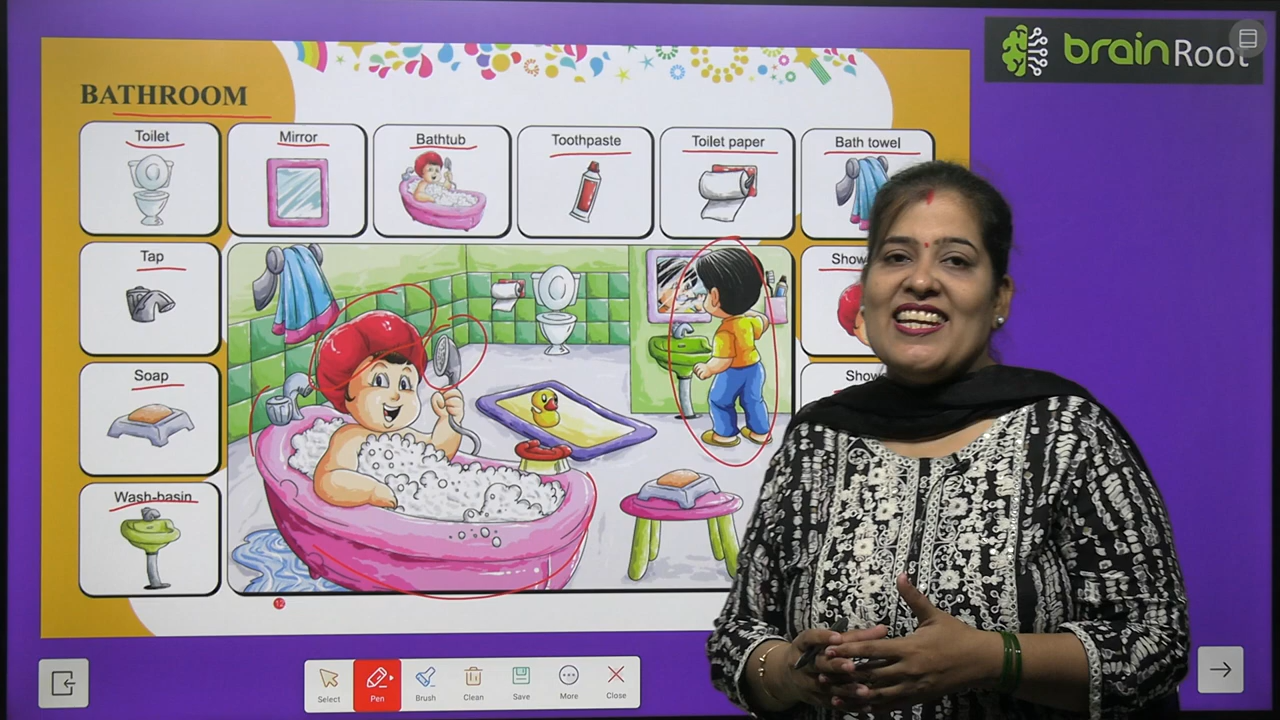 brainRoot
BATHROOM
Toilet
Mirror
Bathtub
Toothpaste
Toilet paper
Bath towel
Tap
Show
Soap
Show
Wash-basin
12
Select
Pen
Brush
Clean
Save
More
Close